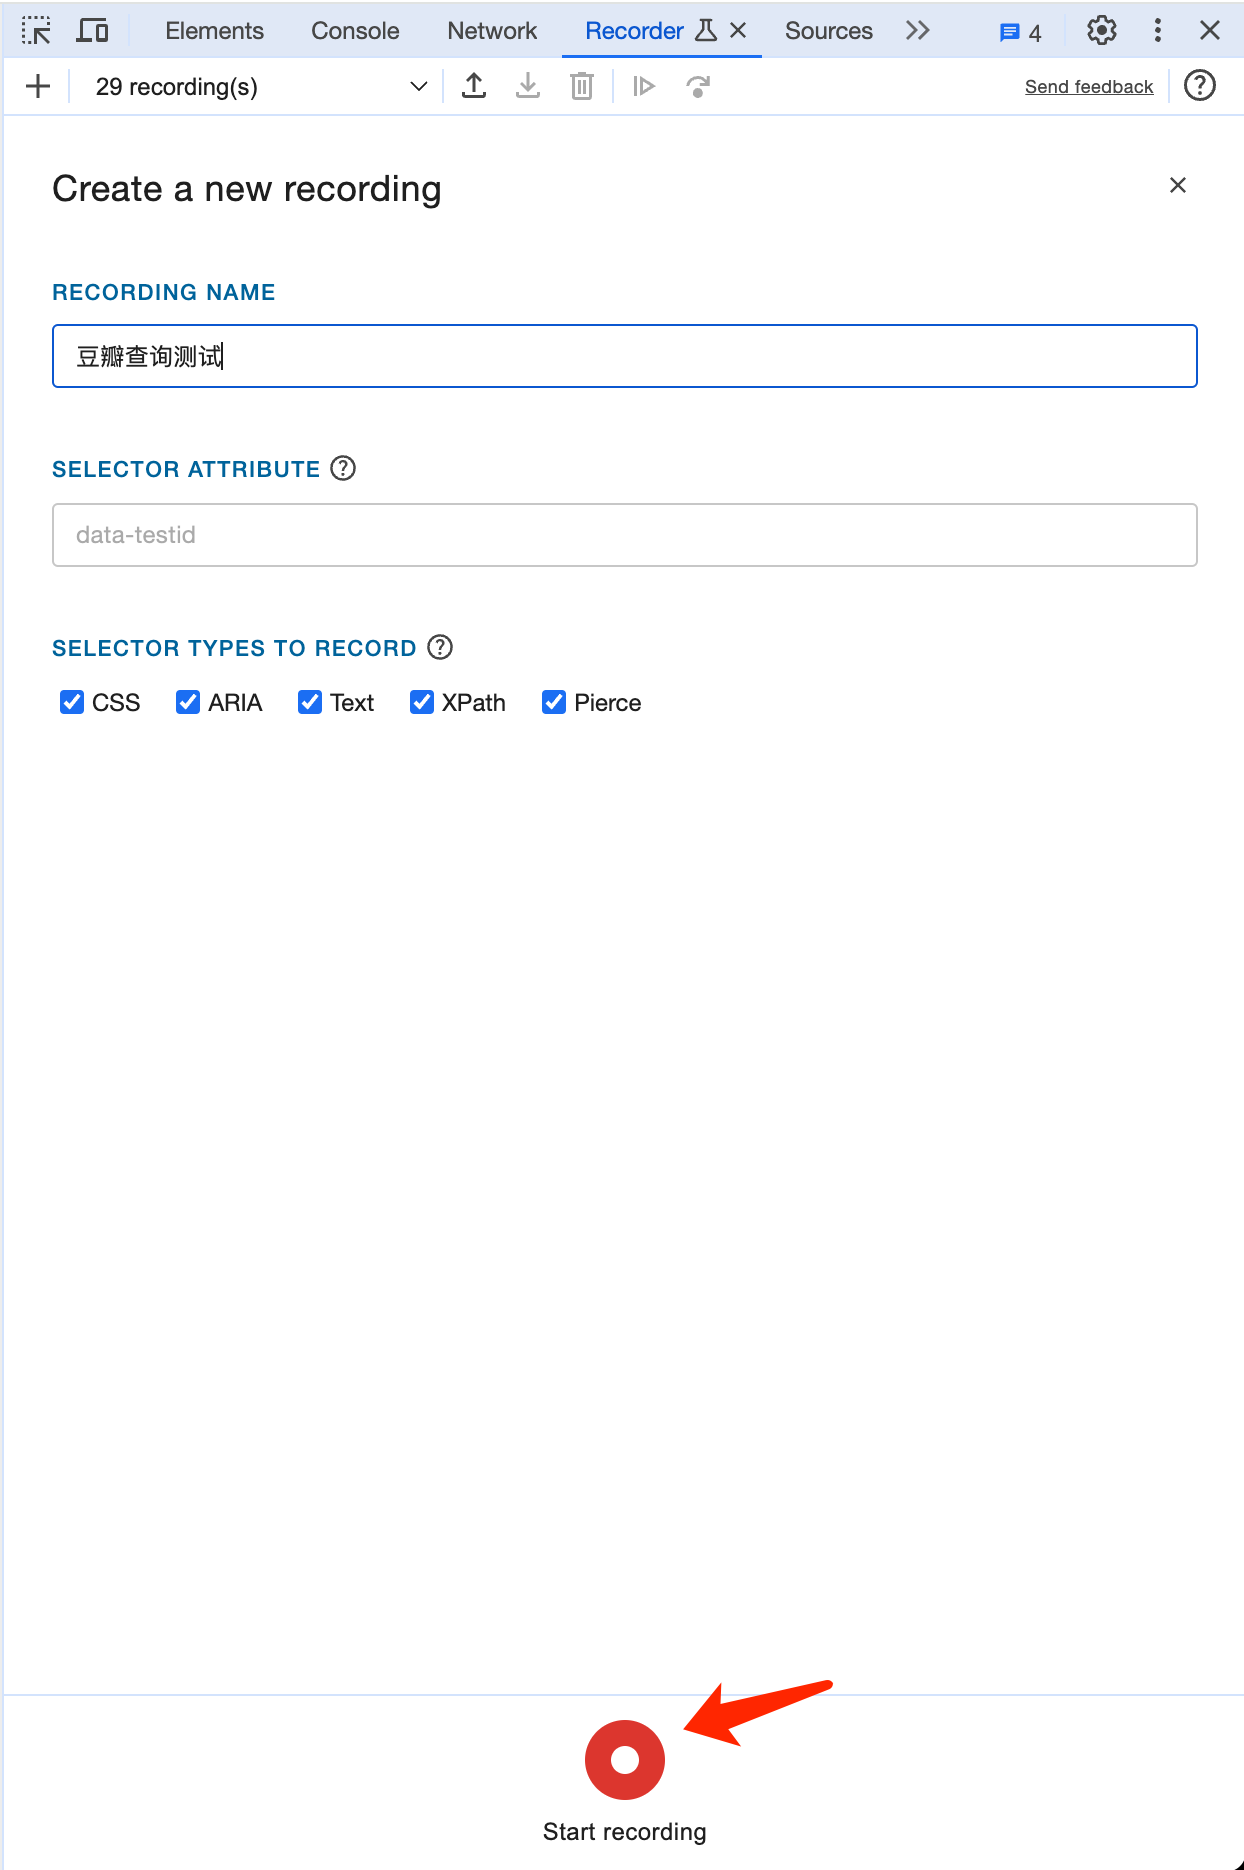 Elements Console Network Recorder Sources 4
29 recording(s) Send feedback
Create a new recording
RECORDING NAME
豆瓣查询测试
SELECTOR ATTRIBUTE
data-testid
SELECTOR TYPES TO RECORD
CSS ARIA Text XPath Pierce
Start recording